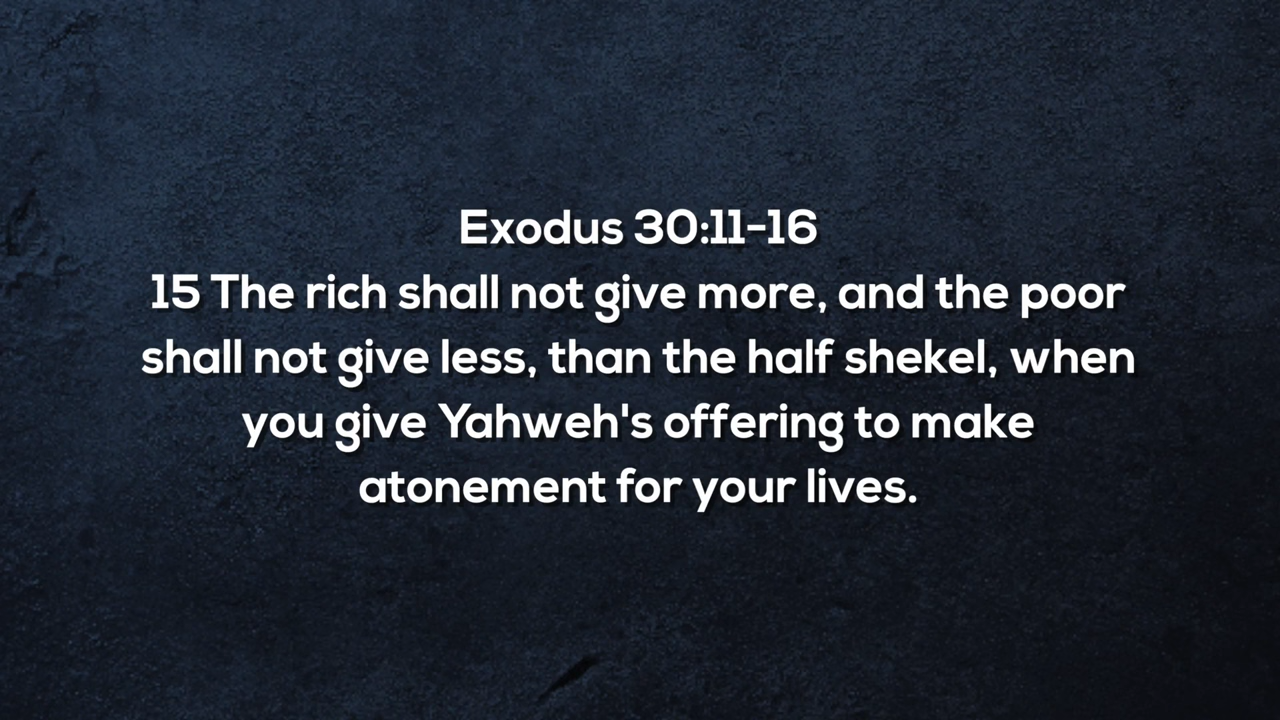 Exodus 30:11-16
15 The rich shall not give more, and the poor
shall not give less, than the half shekel, when
you give Yahweh's offering to make
atonement for your lives.